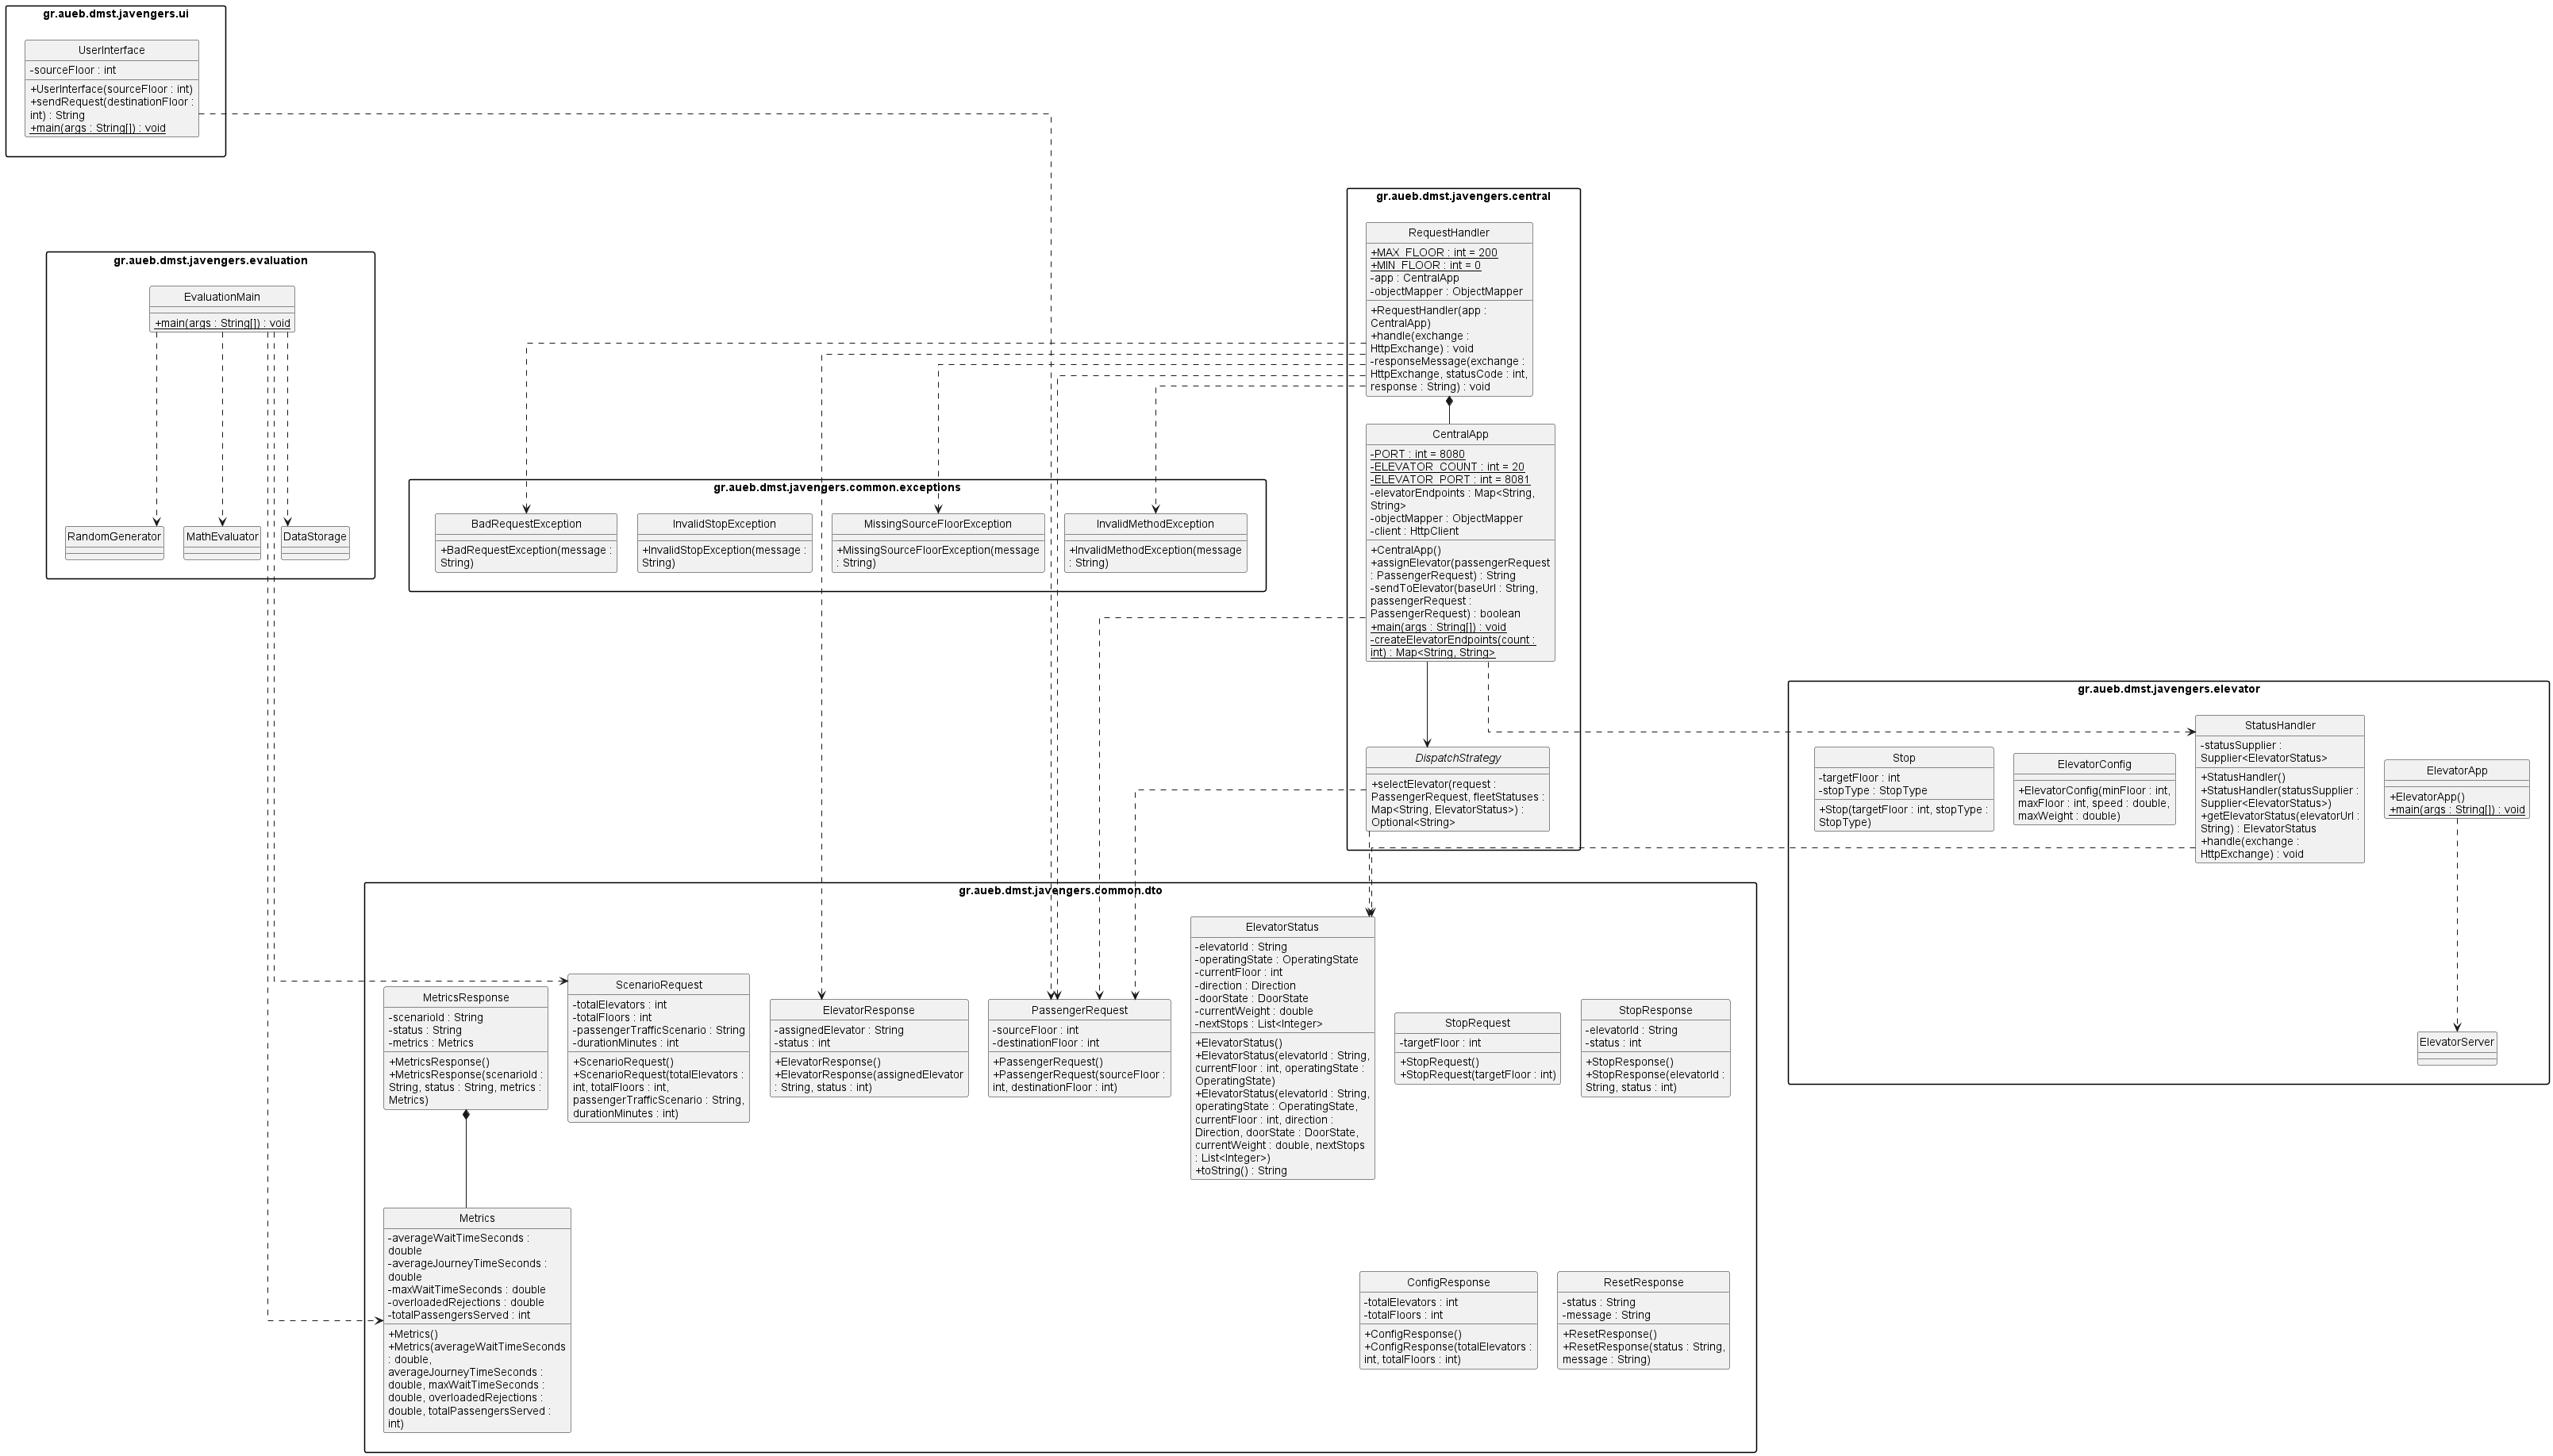 gr.aueb.dmst.javengers.ui
UserInterface
-sourceFloor : int
+UserInterface(sourceFloor : int)
+sendRequest(destinationFloor :
int) : String
+main(args : String[]) : void
gr.aueb.dmst.javengers.central
RequestHandler
+MAX_FLOOR : int = 200
+MIN_FLOOR : int = 0
-app : CentralApp
-objectMapper : ObjectMapper
+RequestHandler(app :
CentralApp)
+handle(exchange :
HttpExchange) : void
-responseMessage(exchange :
HttpExchange, statusCode : int,
response : String) : void
CentralApp
-PORT : int = 8080
-ELEVATOR_COUNT : int = 20
-ELEVATOR_PORT : int = 8081
-elevatorEndpoints : Map<String,
String>
-objectMapper : ObjectMapper
-client : HttpClient
+CentralApp()
+assignElevator(passengerRequest
: PassengerRequest) : String
-sendToElevator(baseUrl : String,
passengerRequest :
PassengerRequest) : boolean
+main(args : String[]) : void
-createElevatorEndpoints(count :
int) : Map<String, String>
DispatchStrategy
+selectElevator(request :
PassengerRequest, fleetStatuses :
Map<String, ElevatorStatus>) :
Optional<String>
gr.aueb.dmst.javengers.evaluation
EvaluationMain
+main(args : String[]) : void
RandomGenerator
MathEvaluator
DataStorage
gr.aueb.dmst.javengers.common.exceptions
BadRequestException
+BadRequestException(message :
String)
InvalidStopException
+InvalidStopException(message :
String)
MissingSourceFloorException
+MissingSourceFloorException(message
: String)
InvalidMethodException
+InvalidMethodException(message
: String)
gr.aueb.dmst.javengers.elevator
Stop
-targetFloor : int
-stopType : StopType
+Stop(targetFloor : int, stopType :
StopType)
ElevatorConfig
+ElevatorConfig(minFloor : int,
maxFloor : int, speed : double,
maxWeight : double)
StatusHandler
-statusSupplier :
Supplier<ElevatorStatus>
+StatusHandler()
+StatusHandler(statusSupplier :
Supplier<ElevatorStatus>)
+getElevatorStatus(elevatorUrl :
String) : ElevatorStatus
+handle(exchange :
HttpExchange) : void
ElevatorApp
+ElevatorApp()
+main(args : String[]) : void
ElevatorServer
gr.aueb.dmst.javengers.common.dto
MetricsResponse
-scenarioId : String
-status : String
-metrics : Metrics
+MetricsResponse()
+MetricsResponse(scenarioId :
String, status : String, metrics :
Metrics)
ScenarioRequest
-totalElevators : int
-totalFloors : int
-passengerTrafficScenario : String
-durationMinutes : int
+ScenarioRequest()
+ScenarioRequest(totalElevators :
int, totalFloors : int,
passengerTrafficScenario : String,
durationMinutes : int)
ElevatorResponse
-assignedElevator : String
-status : int
+ElevatorResponse()
+ElevatorResponse(assignedElevator
: String, status : int)
PassengerRequest
-sourceFloor : int
-destinationFloor : int
+PassengerRequest()
+PassengerRequest(sourceFloor :
int, destinationFloor : int)
ElevatorStatus
-elevatorId : String
-operatingState : OperatingState
-currentFloor : int
-direction : Direction
-doorState : DoorState
-currentWeight : double
-nextStops : List<Integer>
+ElevatorStatus()
+ElevatorStatus(elevatorId : String,
currentFloor : int, operatingState :
OperatingState)
+ElevatorStatus(elevatorId : String,
operatingState : OperatingState,
currentFloor : int, direction :
Direction, doorState : DoorState,
currentWeight : double, nextStops
: List<Integer>)
+toString() : String
StopRequest
-targetFloor : int
+StopRequest()
+StopRequest(targetFloor : int)
StopResponse
-elevatorId : String
-status : int
+StopResponse()
+StopResponse(elevatorId :
String, status : int)
Metrics
-averageWaitTimeSeconds :
double
-averageJourneyTimeSeconds :
double
-maxWaitTimeSeconds : double
-overloadedRejections : double
-totalPassengersServed : int
+Metrics()
+Metrics(averageWaitTimeSeconds
: double,
averageJourneyTimeSeconds :
double, maxWaitTimeSeconds :
double, overloadedRejections :
double, totalPassengersServed :
int)
ConfigResponse
-totalElevators : int
-totalFloors : int
+ConfigResponse()
+ConfigResponse(totalElevators :
int, totalFloors : int)
ResetResponse
-status : String
-message : String
+ResetResponse()
+ResetResponse(status : String,
message : String)